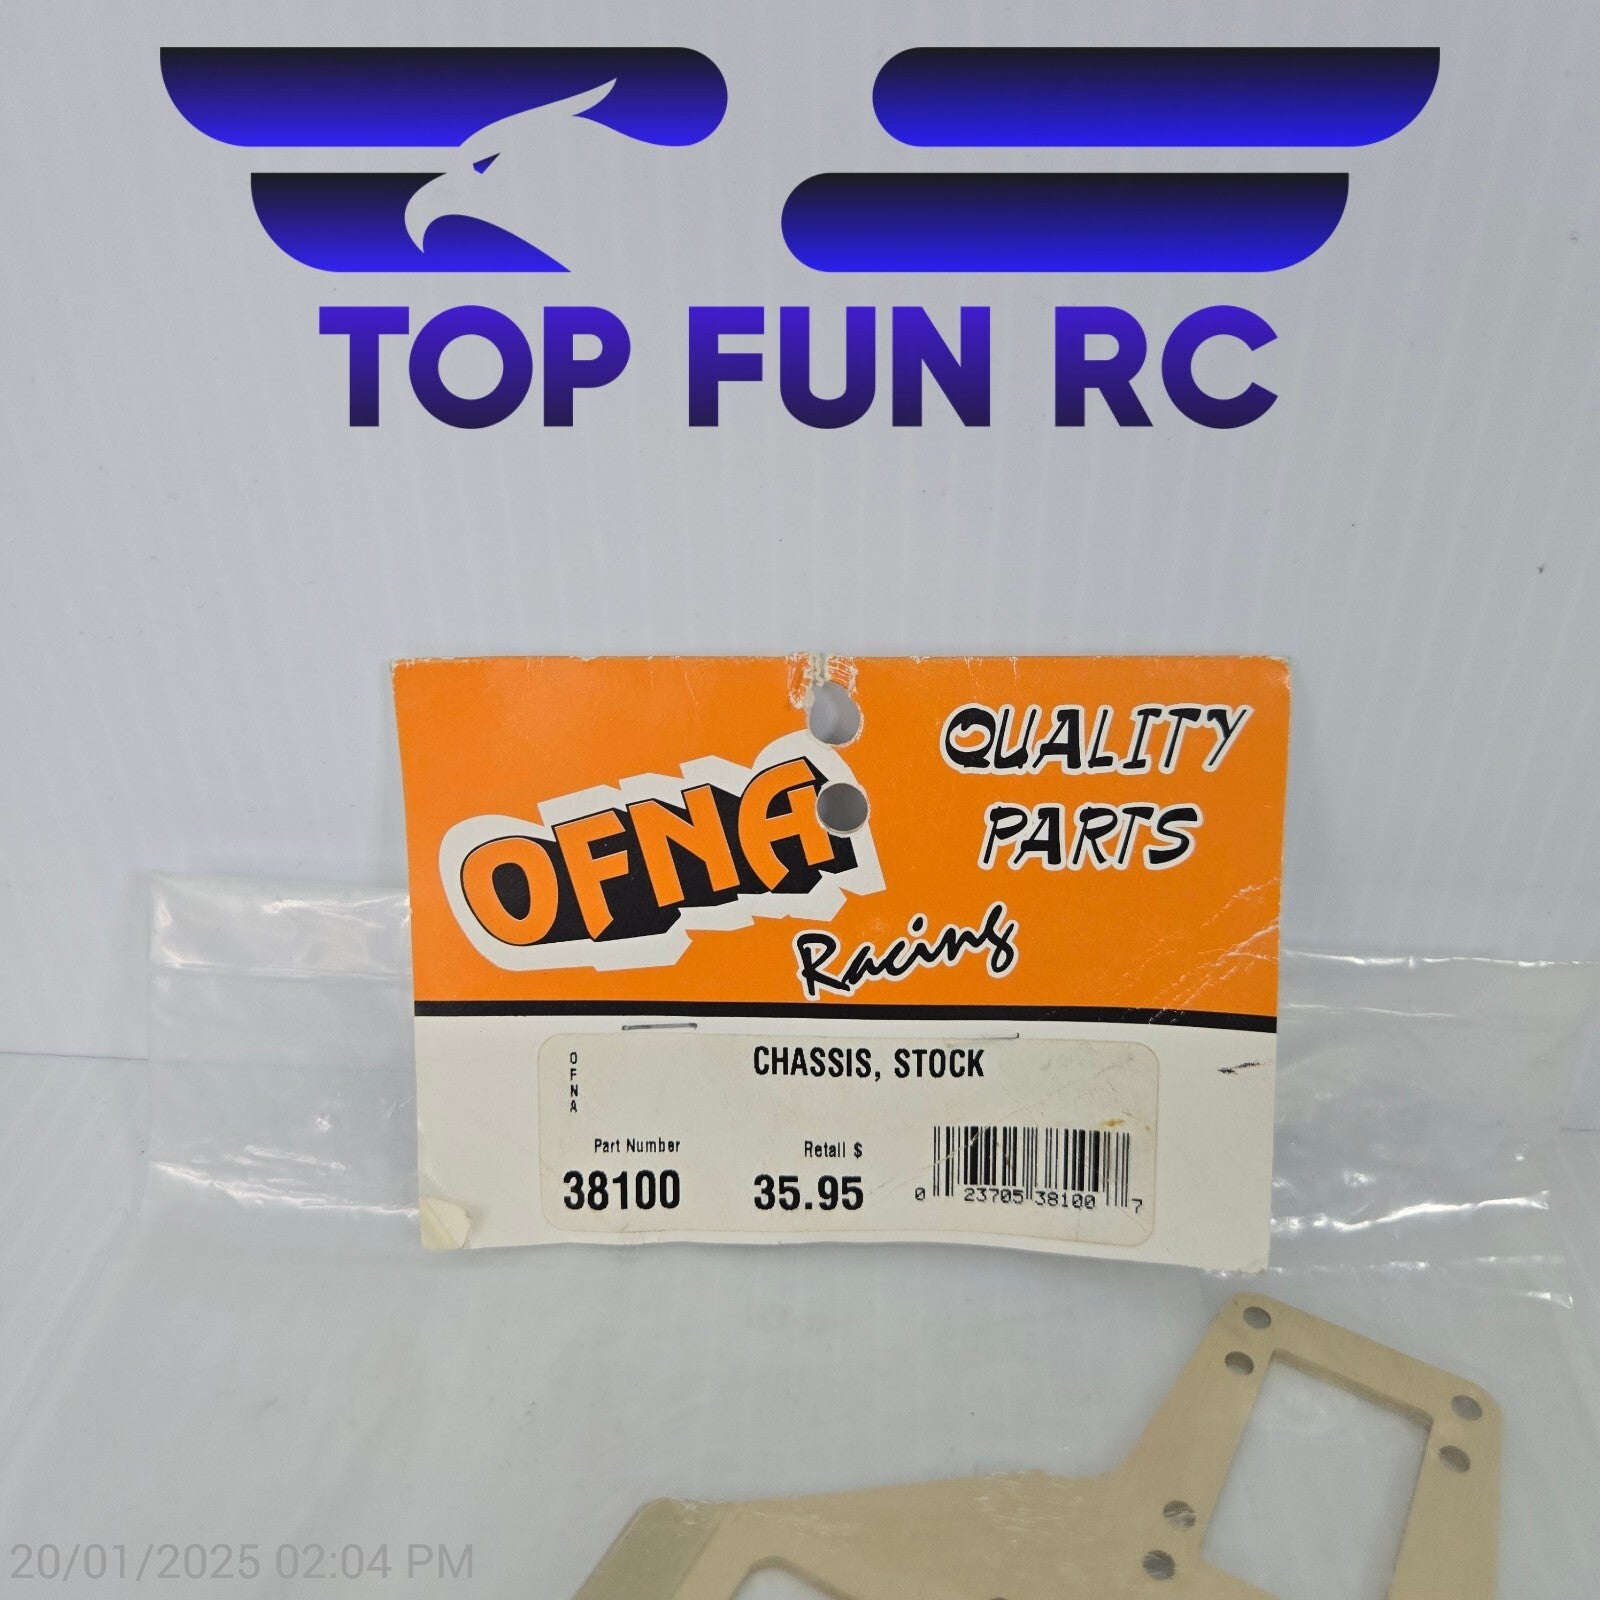 TOP FUN RC
OFNA
Racing
QUALITY
PARTS
OFNA
CHASSIS, STOCK
Part Number
38100
Retail $
35.95
0 23705 38100 7
20/01/2025 02:04 PM